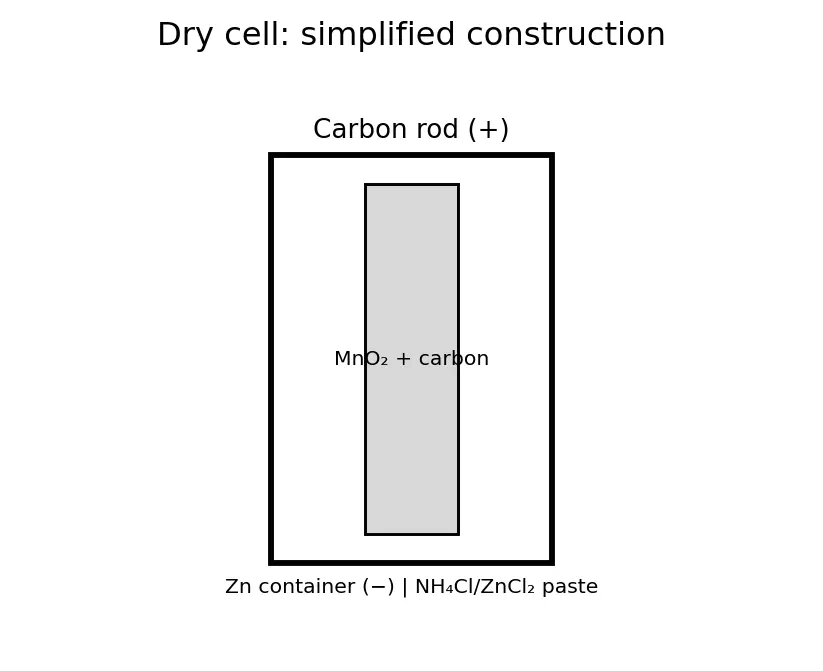 Dry cell: simplified construction
Carbon rod (+)
MnO₂ + carbon
Zn container (−) | NH₄Cl/ZnCl₂ paste